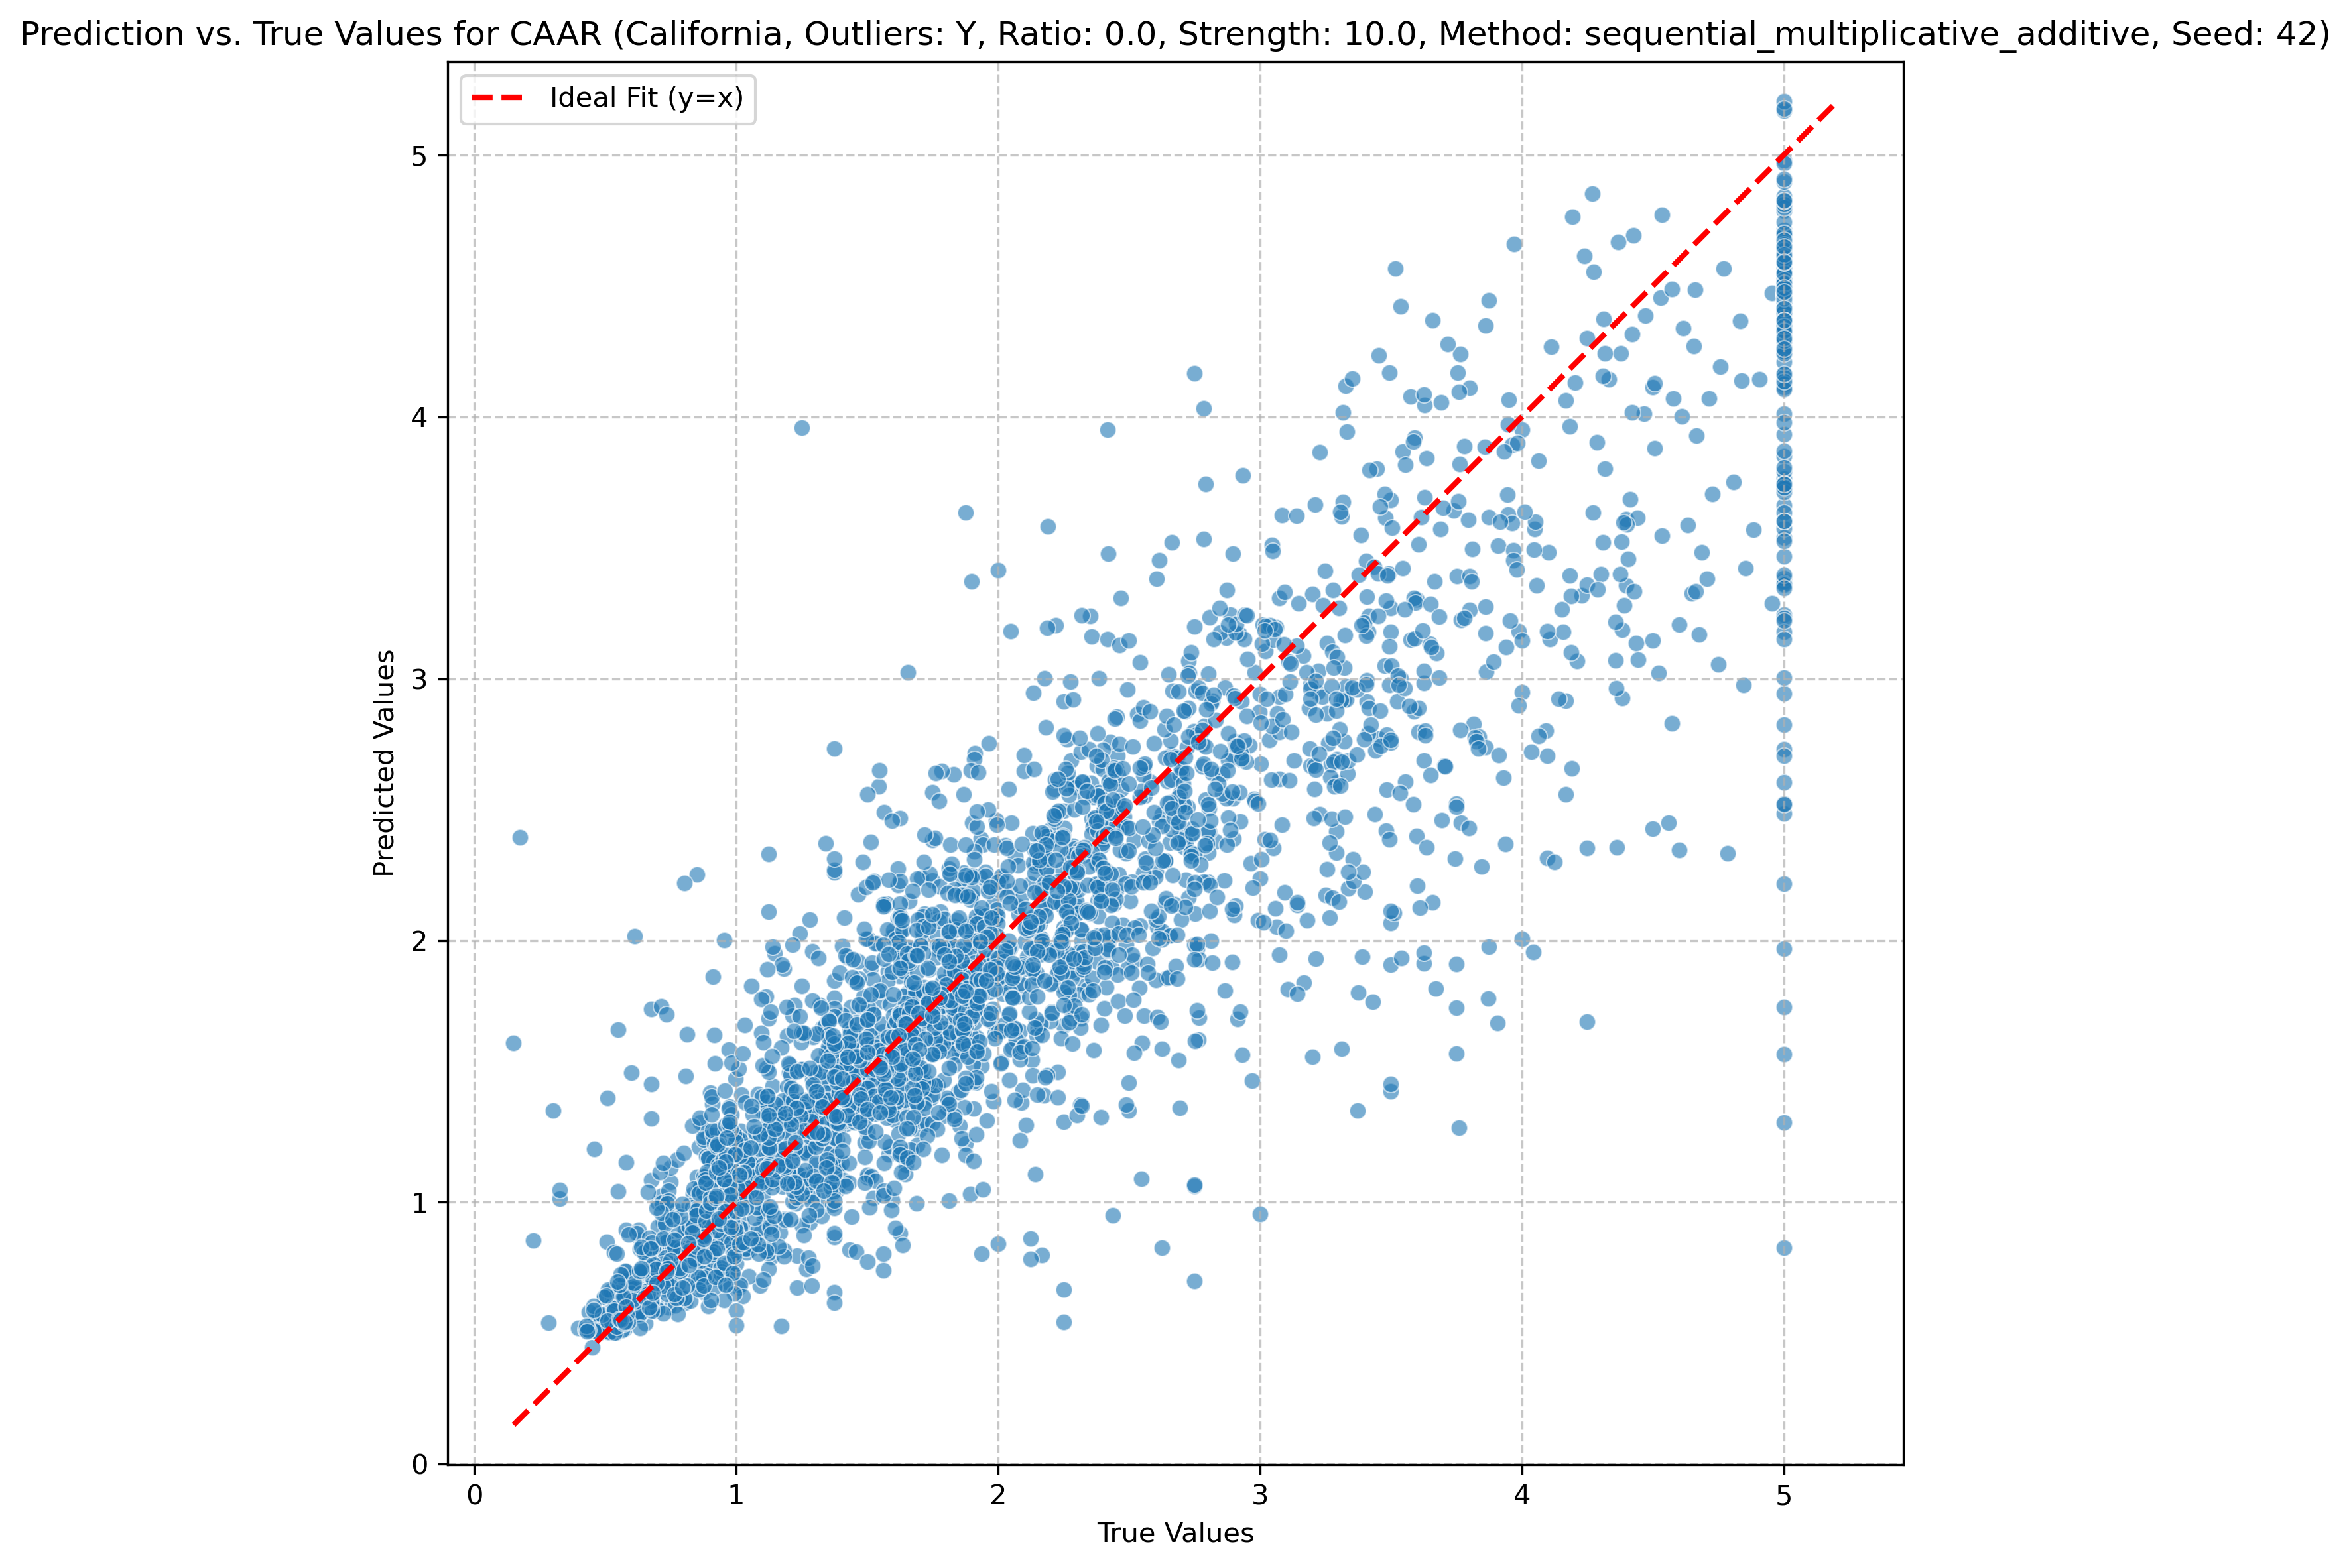 Prediction vs. True Values for CAAR (California, Outliers: Y, Ratio: 0.0, Strength: 10.0, Method: sequential_multiplicative_additive, Seed: 42)
Ideal Fit (y=x)
5
4
3
2
1
0
Predicted Values
0 1 2 3 4 5
True Values